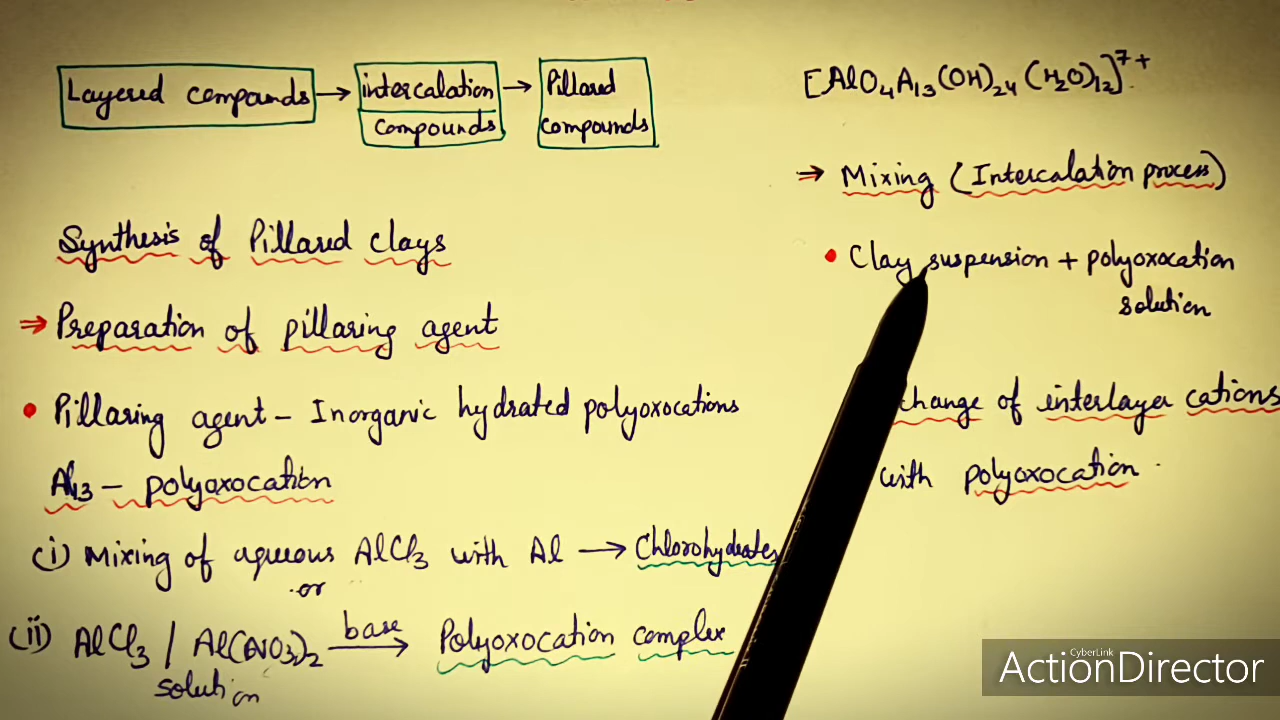 Layered compounds → intercalation compounds → Pillared compounds
Synthesis of Pillared clays
⇒ Preparation of pillaring agent
• Pillaring agent – Inorganic hydrated polyoxocations
Al13 – polyoxocation
(i) Mixing of aqueous AlCl3 with Al → Chlorohydrates
or
(ii) AlCl3 / Al(NO3)2 base → Polyoxocation complex
solution
[AlO4A13(OH)24(H2O)12]7+
→ Mixing (Intercalation process)
• Clay suspension + polyoxocation
solution
change of interlayer cations
with polyoxocation
CyberLink
ActionDirector